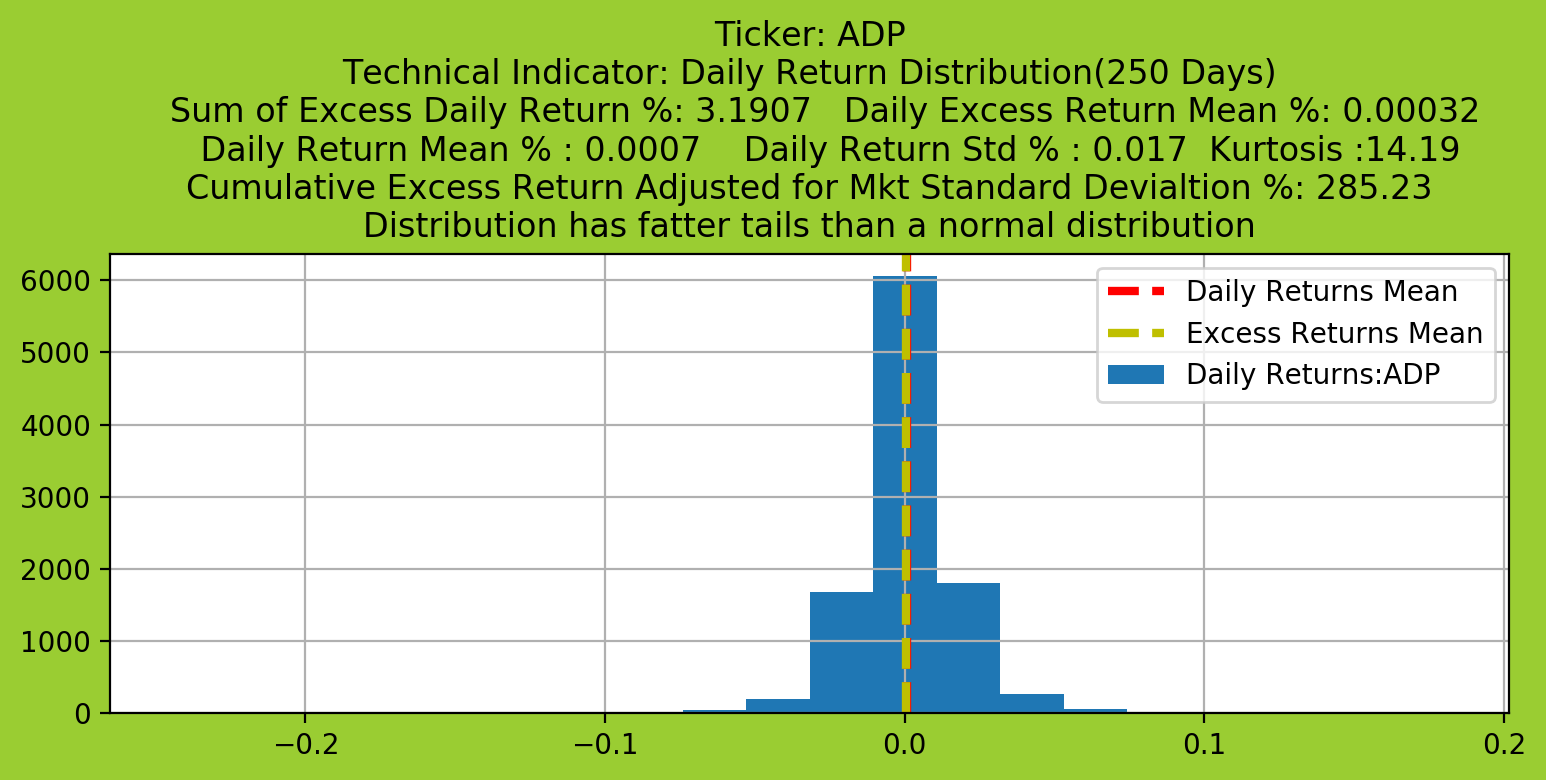 Ticker: ADP
Technical Indicator: Daily Return Distribution(250 Days)
Sum of Excess Daily Return %: 3.1907   Daily Excess Return Mean %: 0.00032
Daily Return Mean % : 0.0007    Daily Return Std % : 0.017  Kurtosis :14.19
Cumulative Excess Return Adjusted for Mkt Standard Devialtion %: 285.23
Distribution has fatter tails than a normal distribution
6000
5000
4000
3000
2000
1000
0
Daily Returns Mean
Excess Returns Mean
Daily Returns:ADP
−0.2
−0.1
0.0
0.1
0.2